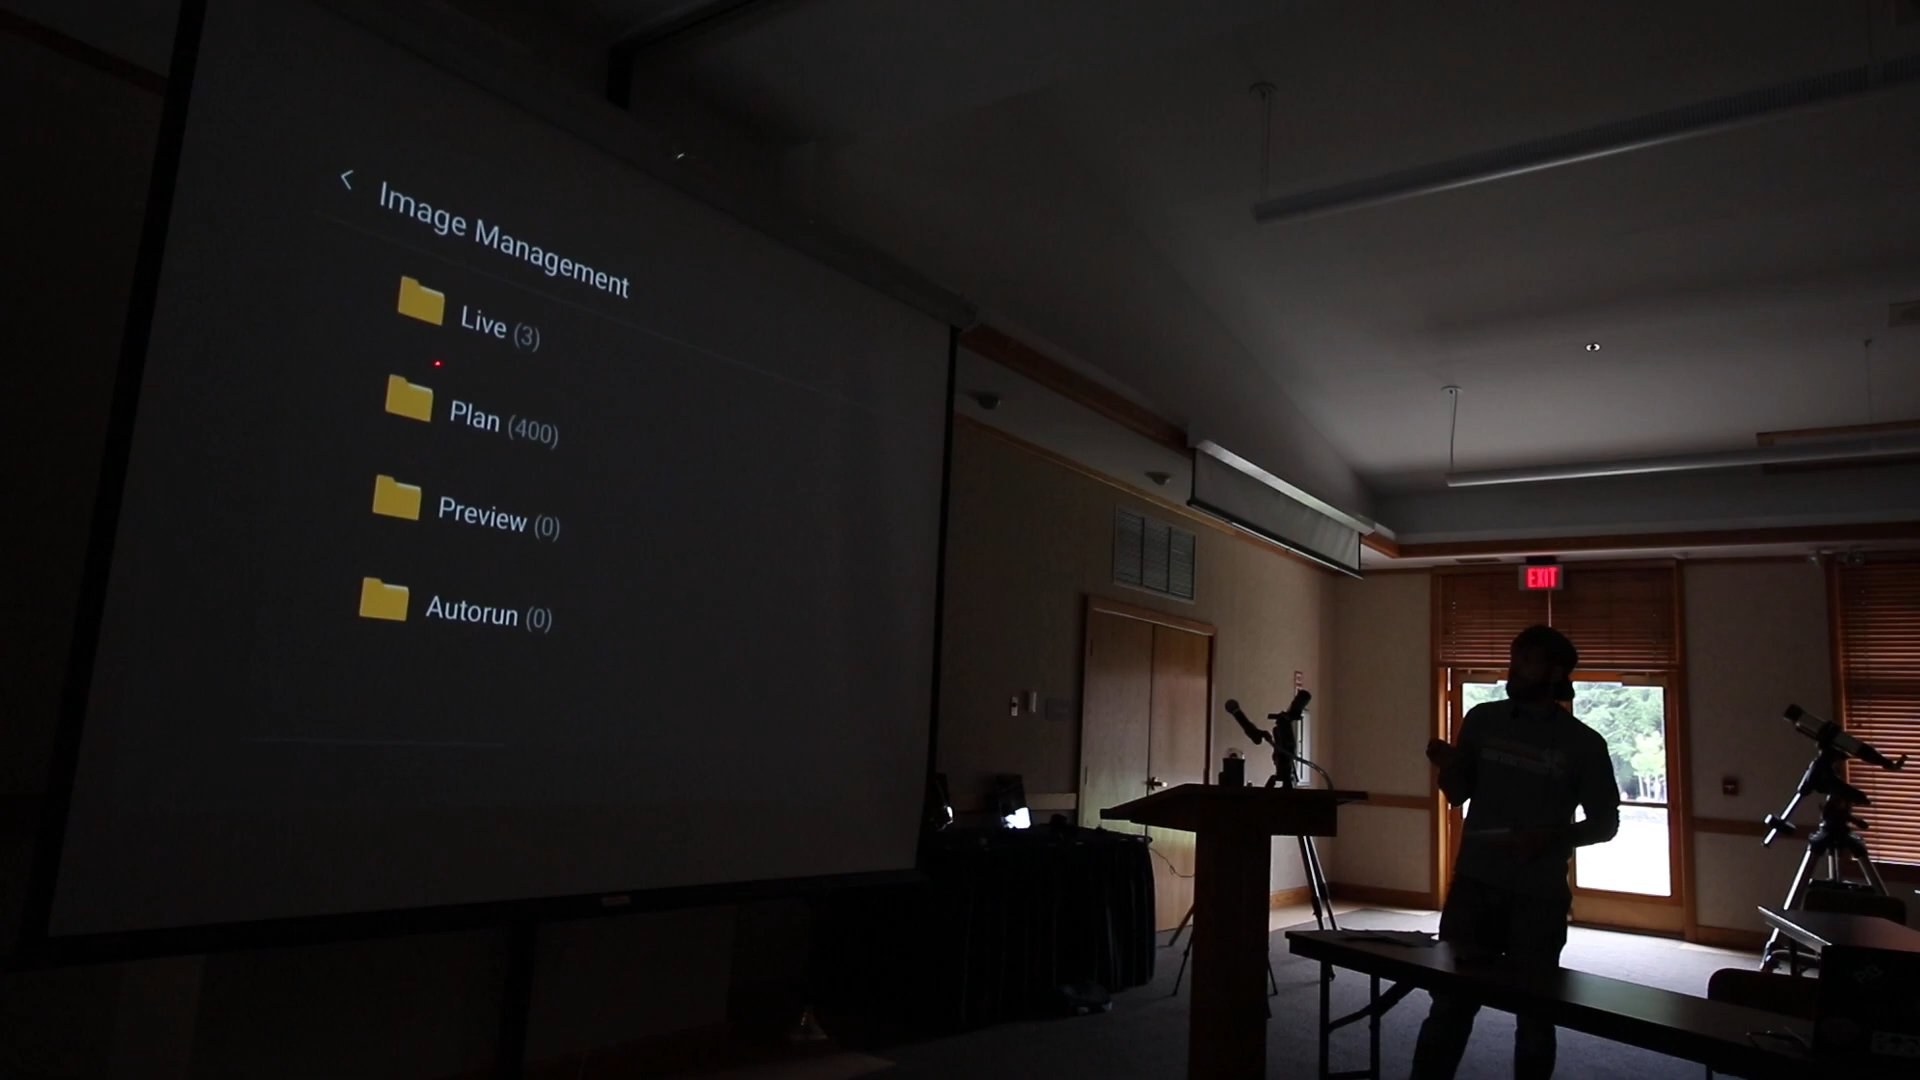 Image Management
Live (3)
Plan (400)
Preview (0)
Autorun (0)
EXIT